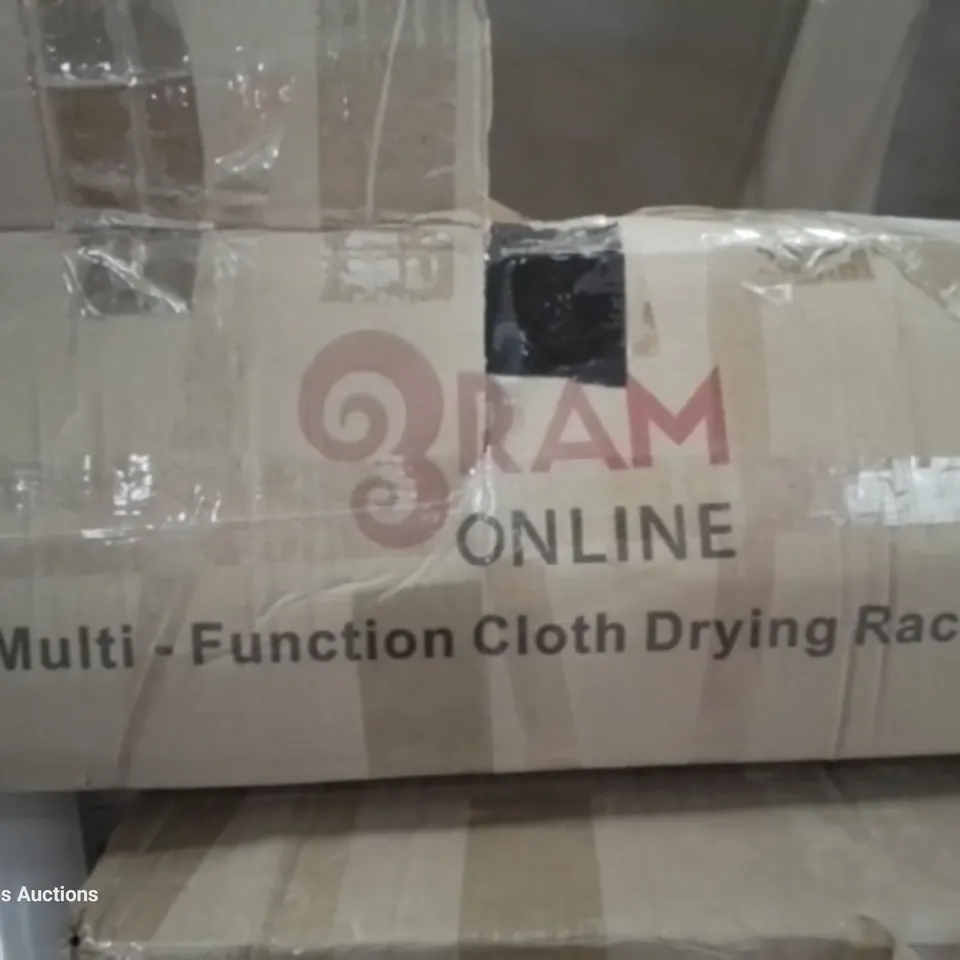 RAM
ONLINE
Multi - Function Cloth Drying Rac
s Auctions